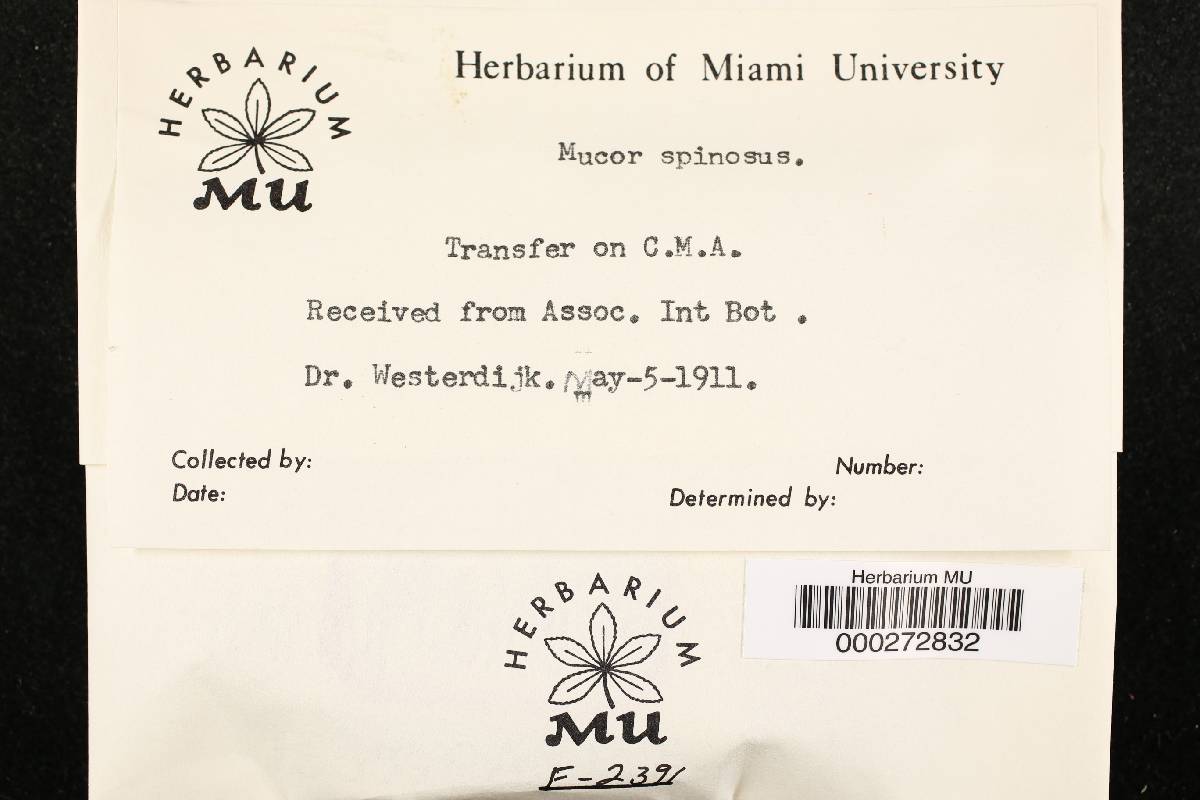 HERBARIUM
MU
Herbarium of Miami University
Mucor spinosus.
Transfer on C.M.A.
Received from Assoc. Int Bot .
Dr. Westerdijk. May-5-1911.
Collected by:
Number:
Date:
Determined by:
HERBARIUM
MU
F-2391
Herbarium MU
000272832